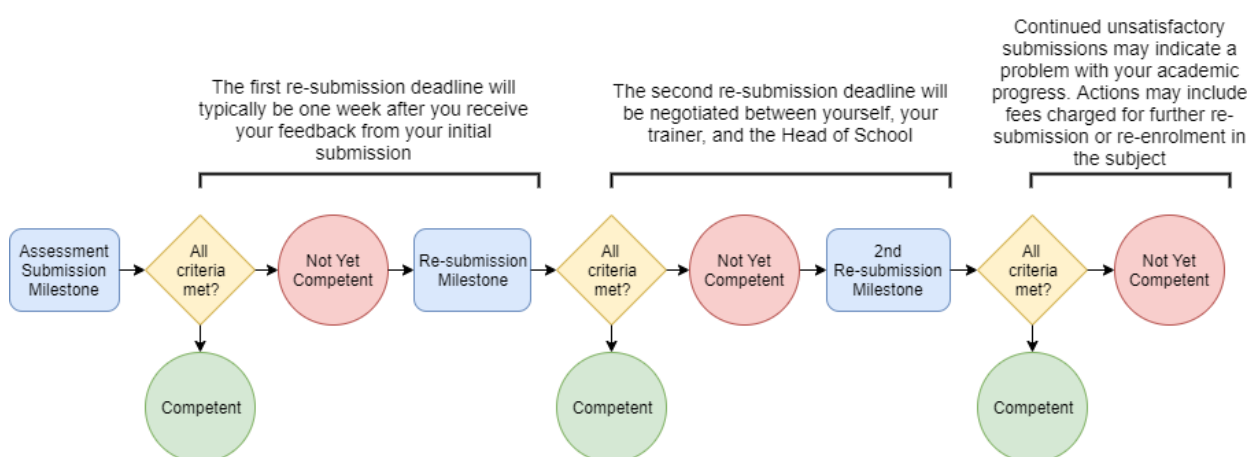 The first re-submission deadline will
typically be one week after you receive
your feedback from your initial
submission
The second re-submission deadline will
be negotiated between yourself, your
trainer, and the Head of School
Continued unsatisfactory
submissions may indicate a
problem with your academic
progress. Actions may include
fees charged for further re-
submission or re-enrolment in
the subject
Assessment
Submission
Milestone
All
criteria
met?
Not Yet
Competent
Re-submission
Milestone
All
criteria
met?
Not Yet
Competent
2nd
Re-submission
Milestone
All
criteria
met?
Not Yet
Competent
Competent
Competent
Competent